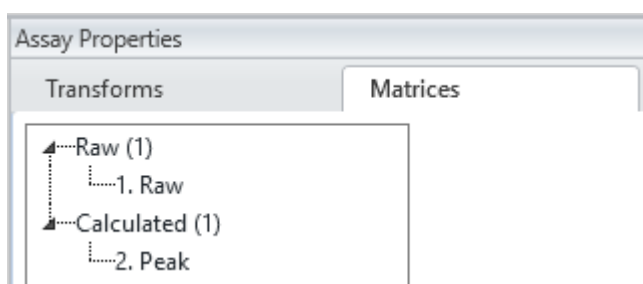 Assay Properties
Transforms Matrices
Raw (1)
1. Raw
Calculated (1)
2. Peak